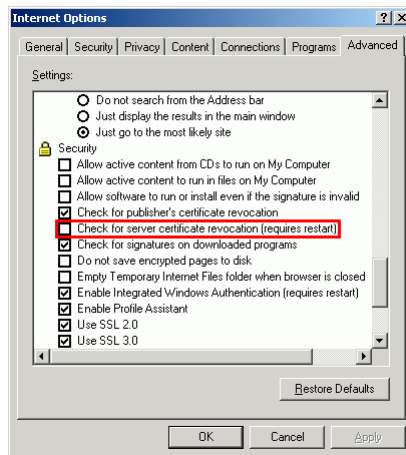 Internet Options
General Security Privacy Content Connections Programs Advanced
Settings:
Do not search from the Address bar
Just display the results in the main window
Just go to the most likely site
Security
Allow active content from CDs to run on My Computer
Allow active content to run in files on My Computer
Allow software to run or install even if the signature is invalid
Check for publisher's certificate revocation
Check for server certificate revocation (requires restart)
Check for signatures on downloaded programs
Do not save encrypted pages to disk
Empty Temporary Internet Files folder when browser is closed
Enable Integrated Windows Authentication (requires restart)
Enable Profile Assistant
Use SSL 2.0
Use SSL 3.0
Restore Defaults
OK Cancel Apply